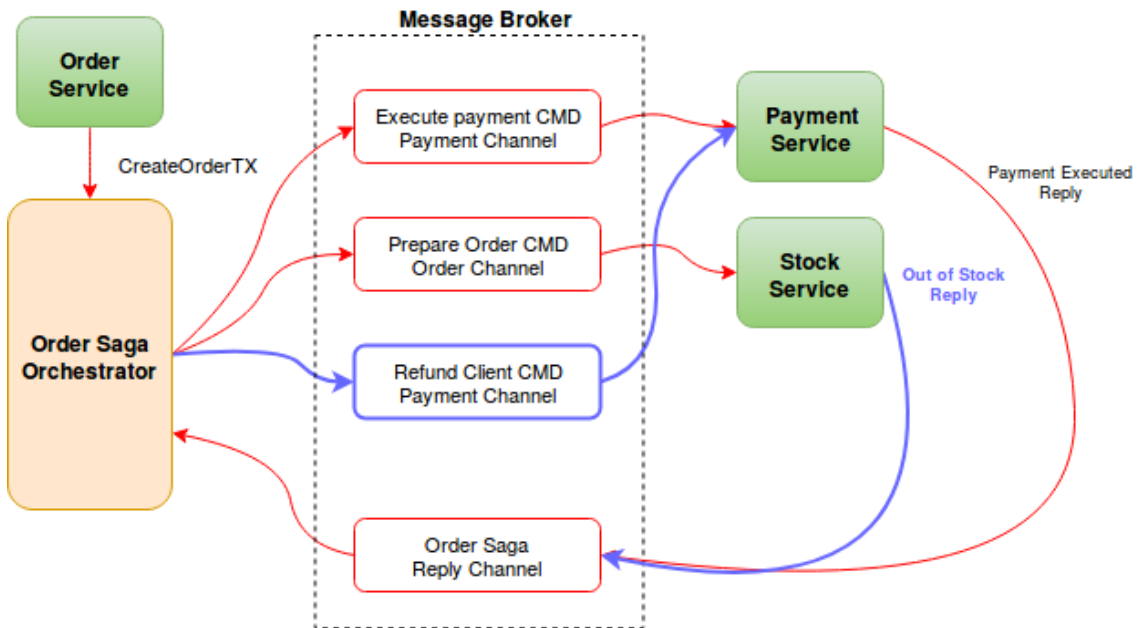 Message Broker
Order
Service
CreateOrderTX
Order Saga
Orchestrator
Execute payment CMD
Payment Channel
Prepare Order CMD
Order Channel
Refund Client CMD
Payment Channel
Order Saga
Reply Channel
Payment
Service
Stock
Service
Payment Executed
Reply
Out of Stock
Reply